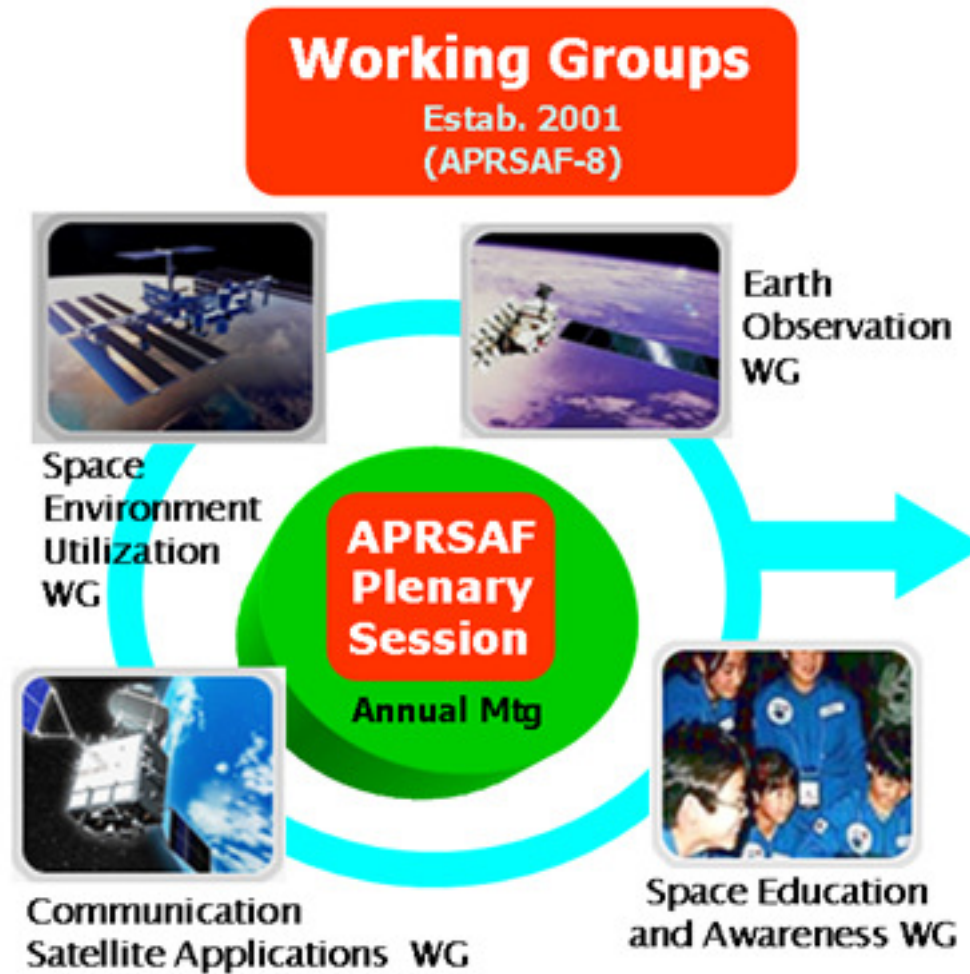 Working Groups
Estab. 2001
(APRSAF-8)
Earth
Observation
WG
Space
Environment
Utilization
WG
APRSAF
Plenary
Session
Annual Mtg
Communication
Satellite Applications WG
Space Education
and Awareness WG